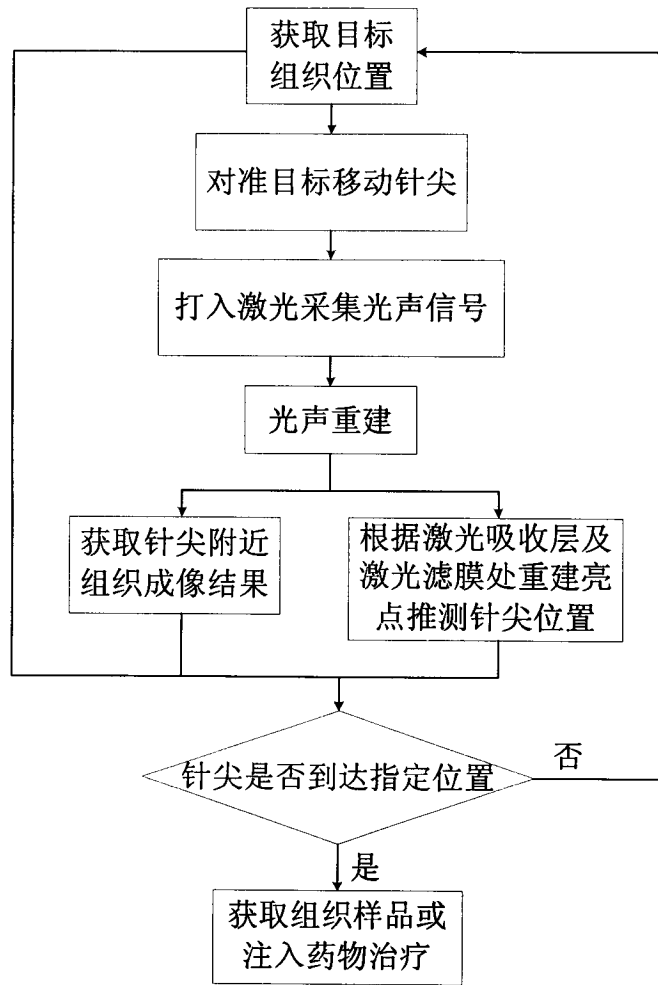 获取目标
组织位置
对准目标移动针尖
打入激光采集光声信号
光声重建
获取针尖附近
组织成像结果
根据激光吸收层及
激光滤膜处重建亮
点推测针尖位置
针尖是否到达指定位置
否
是
获取组织样品或
注入药物治疗